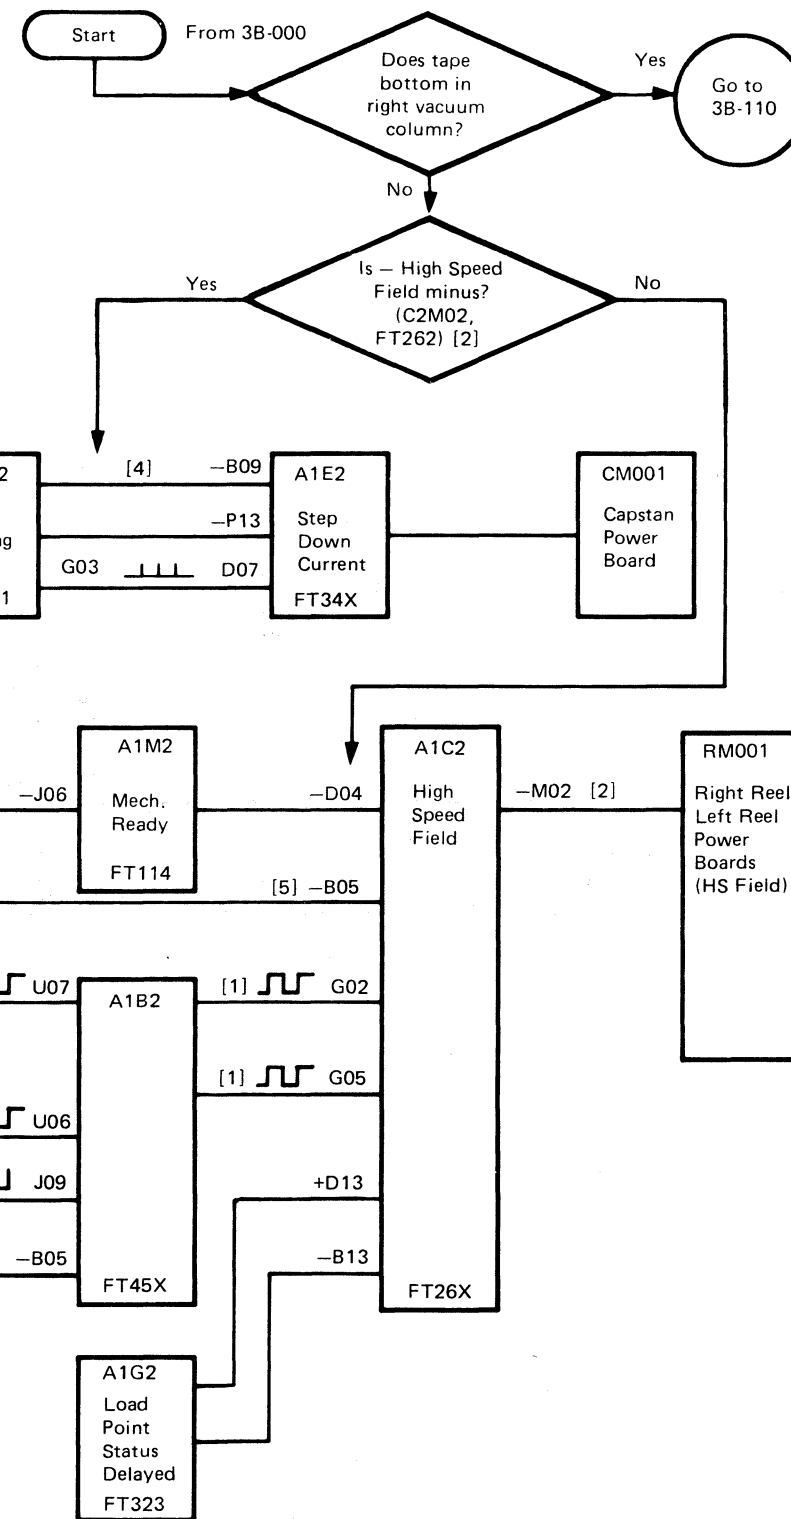 Start
From 3B-000
Does tape
bottom in
right vacuum
column?
Yes
Go to
3B-110
No
Is — High Speed
Field minus?
(C2M02,
FT262) [2]
Yes
No
2
g
1
[4]
—B09
—P13
G03
D07
A1E2
Step
Down
Current
FT34X
CM001
Capstan
Power
Board
—J06
A1M2
Mech.
Ready
FT114
—D04
[5] —B05
A1C2
High
Speed
Field
FT26X
—M02 [2]
RM001
Right Reel
Left Reel
Power
Boards
(HS Field)
U07
U06
J09
—B05
A1B2
FT45X
[1]
G02
[1]
G05
+D13
—B13
A1G2
Load
Point
Status
Delayed
FT323